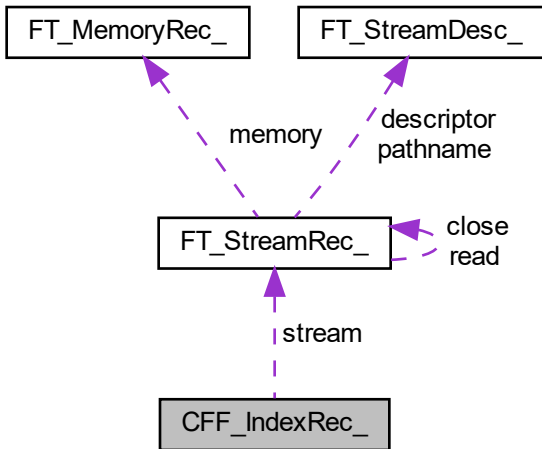 FT_MemoryRec_
FT_StreamDesc_
memory
descriptor
pathname
FT_StreamRec_
close
read
stream
CFF_IndexRec_